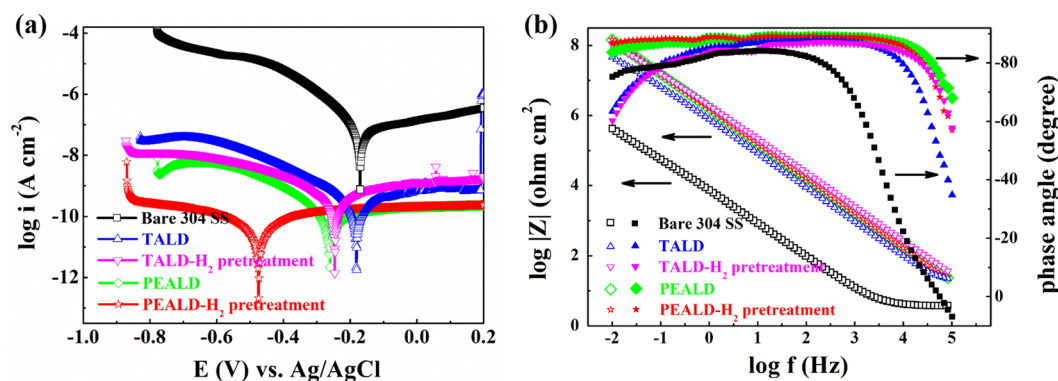 (a)
-4
-6
-8
-10
-12
log i (A cm⁻²)
Bare 304 SS
TALD
TALD-H₂ pretreatment
PEALD
PEALD-H₂ pretreatment
-1.0 -0.8 -0.6 -0.4 -0.2 0.0 0.2
E (V) vs. Ag/AgCl
(b)
8
6
4
2
0
log |Z| (ohm cm²)
Bare 304 SS
TALD
TALD-H₂ pretreatment
PEALD
PEALD-H₂ pretreatment
-2 -1 0 1 2 3 4 5
log f (Hz)
-80
-60
-40
-20
0
phase angle (degree)